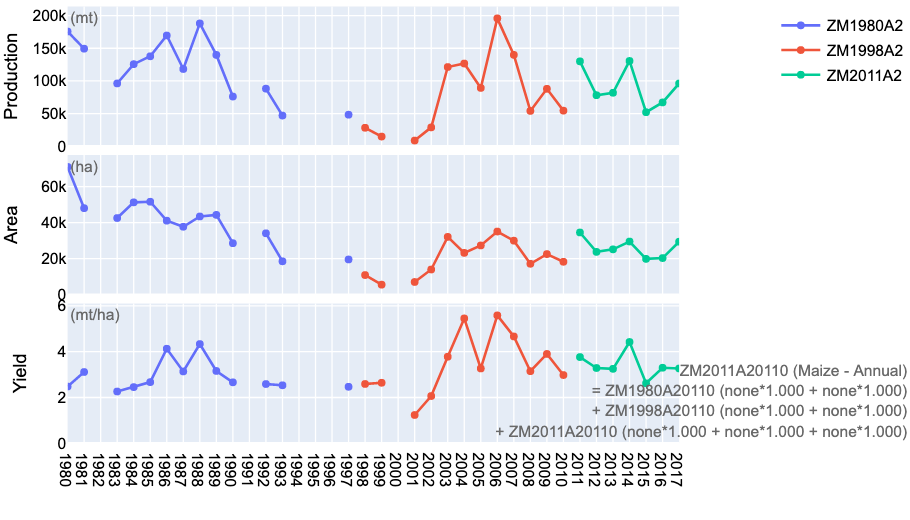 (mt)
200k
150k
100k
50k
0
Production
ZM1980A2
ZM1998A2
ZM2011A2
(ha)
60k
40k
20k
0
Area
(mt/ha)
6
4
2
0
Yield
ZM2011A20110 (Maize - Annual)
= ZM1980A20110 (none*1.000 + none*1.000)
+ ZM1998A20110 (none*1.000 + none*1.000)
+ ZM2011A20110 (none*1.000 + none*1.000 + none*1.000)
1980
1981
1982
1983
1984
1985
1986
1987
1988
1989
1990
1991
1992
1993
1994
1995
1996
1997
1998
1999
2000
2001
2002
2003
2004
2005
2006
2007
2008
2009
2010
2011
2012
2013
2014
2015
2016
2017